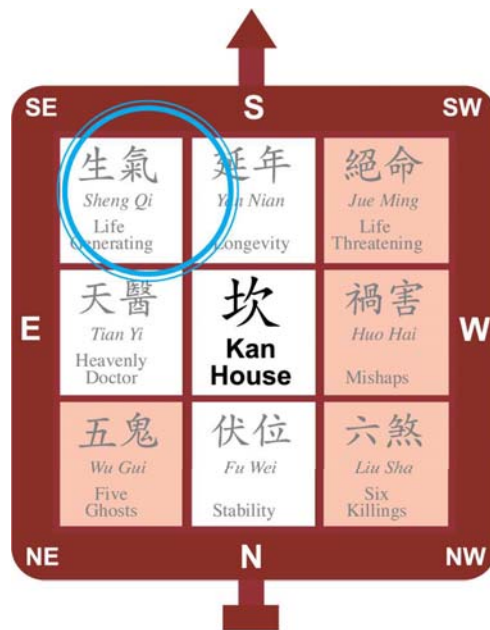 SE S SW
生氣 延年 絕命
Sheng Qi Yan Nian Jue Ming
Life Generating Longevity Life Threatening
E W
天醫 坎 禍害
Tian Yi Kan House Huo Hai
Heavenly Doctor Mishaps
五鬼 伏位 六煞
Wu Gui Fu Wei Liu Sha
Five Ghosts Stability Six Killings
NE N NW